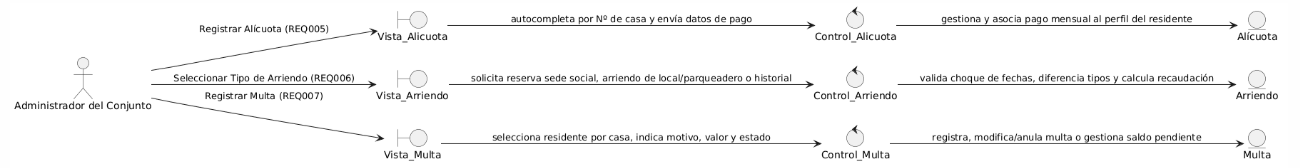 Registrar Alícuota (REQ005)
autocompleta por Nº de casa y envía datos de pago
gestiona y asocia pago mensual al perfil del residente
Vista_Alicuota
Control_Alicuota
Alícuota
Administrador del Conjunto
Seleccionar Tipo de Arriendo (REQ006)
solicita reserva sede social, arriendo de local/parqueadero o historial
valida choque de fechas, diferencia tipos y calcula recaudación
Vista_Arriendo
Control_Arriendo
Arriendo
Registrar Multa (REQ007)
selecciona residente por casa, indica motivo, valor y estado
registra, modifica/anula multa o gestiona saldo pendiente
Vista_Multa
Control_Multa
Multa